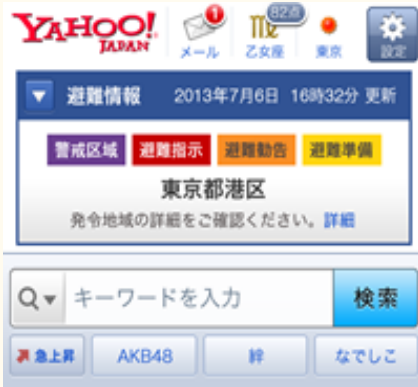 YAHOO!
JAPAN
1
82点
メール
乙女座
東京
設定
避難情報 2013年7月6日 16時32分 更新
警戒区域 避難指示 避難勧告 避難準備
東京都港区
発令地域の詳細をご確認ください。詳細
キーワードを入力 検索
急上昇 AKB48 絆 なでしこ